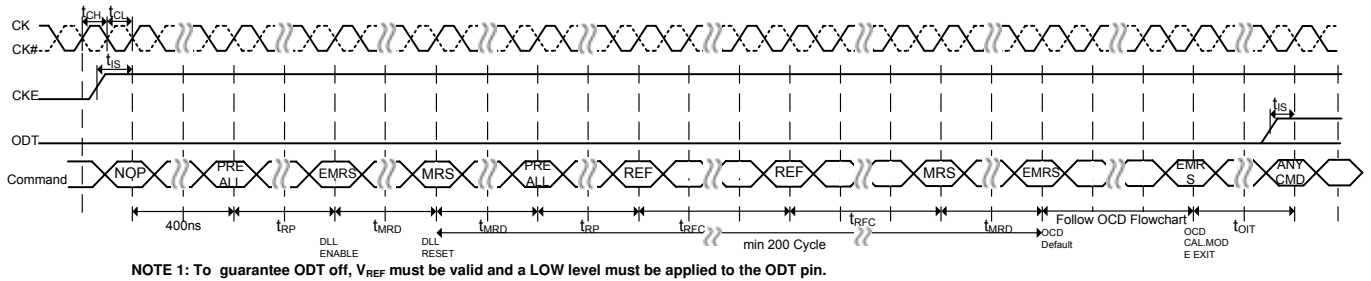 tCH tCL
CK
CK#
tIS
CKE
tIS
ODT
Command NOP PRE ALL EMRS MRS PRE ALL REF REF MRS EMRS EMR S ANY CMD
400ns tRP tMRD tMRD tRP tRFC tRFC tMRD Follow OCD Flowchart tOIT
DLL ENABLE DLL RESET min 200 Cycle OCD Default OCD CAL.MOD E EXIT
NOTE 1: To guarantee ODT off, VREF must be valid and a LOW level must be applied to the ODT pin.